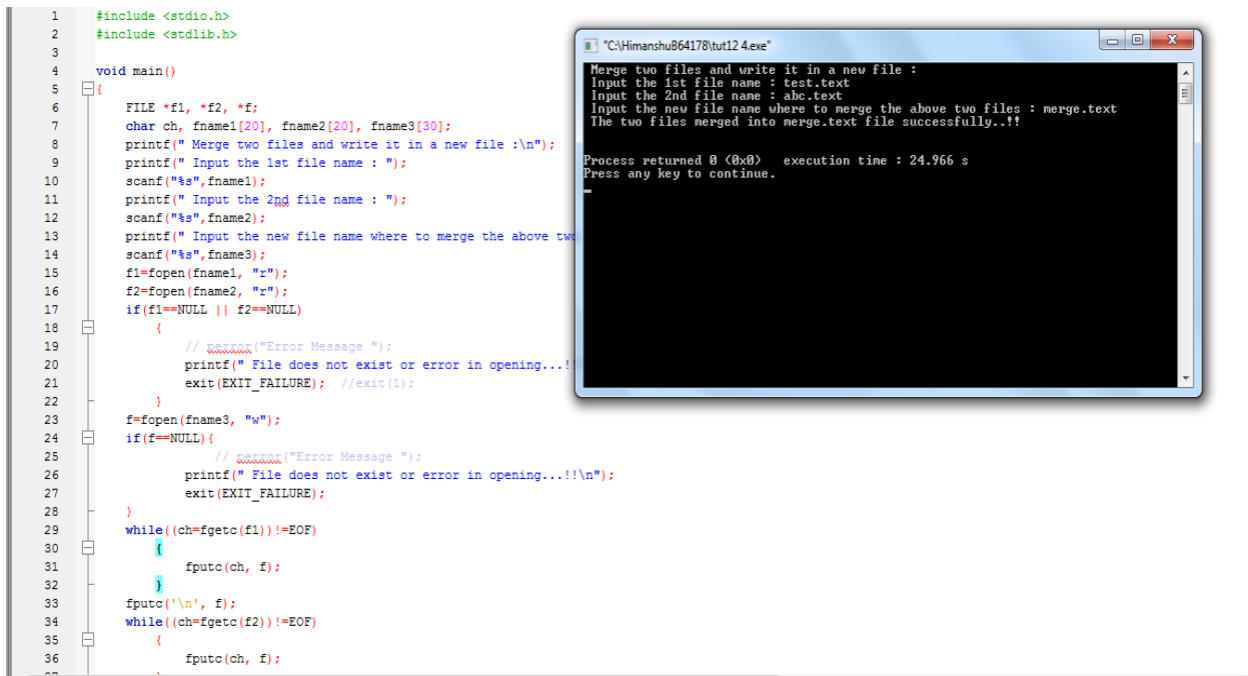 1 #include <stdio.h>
2 #include <stdlib.h>
3
4 void main()
5 {
6 FILE *f1, *f2, *f;
7 char ch, fname1[20], fname2[20], fname3[30];
8 printf(" Merge two files and write it in a new file :\n");
9 printf(" Input the 1st file name : ");
10 scanf("%s",fname1);
11 printf(" Input the 2nd file name : ");
12 scanf("%s",fname2);
13 printf(" Input the new file name where to merge the above two
14 scanf("%s",fname3);
15 f1=fopen(fname1, "r");
16 f2=fopen(fname2, "r");
17 if(f1==NULL || f2==NULL)
18 {
19 // perror("Error Message ");
20 printf(" File does not exist or error in opening...!
21 exit(EXIT_FAILURE); //exit(1);
22 }
23 f=fopen(fname3, "w");
24 if(f==NULL){
25 // perror("Error Message ");
26 printf(" File does not exist or error in opening...!!\n");
27 exit(EXIT_FAILURE);
28 }
29 while((ch=fgetc(f1))!=EOF)
30 {
31 fputc(ch, f);
32 }
33 fputc('\n', f);
34 while((ch=fgetc(f2))!=EOF)
35 {
36 fputc(ch, f);
"C:\HimanshuB64178\tut12 4.exe"
Merge two files and write it in a new file :
Input the 1st file name : test.text
Input the 2nd file name : abc.text
Input the new file name where to merge the above two files : merge.text
The two files merged into merge.text file successfully..!!
Process returned 0 (0x0) execution time : 24.966 s
Press any key to continue.